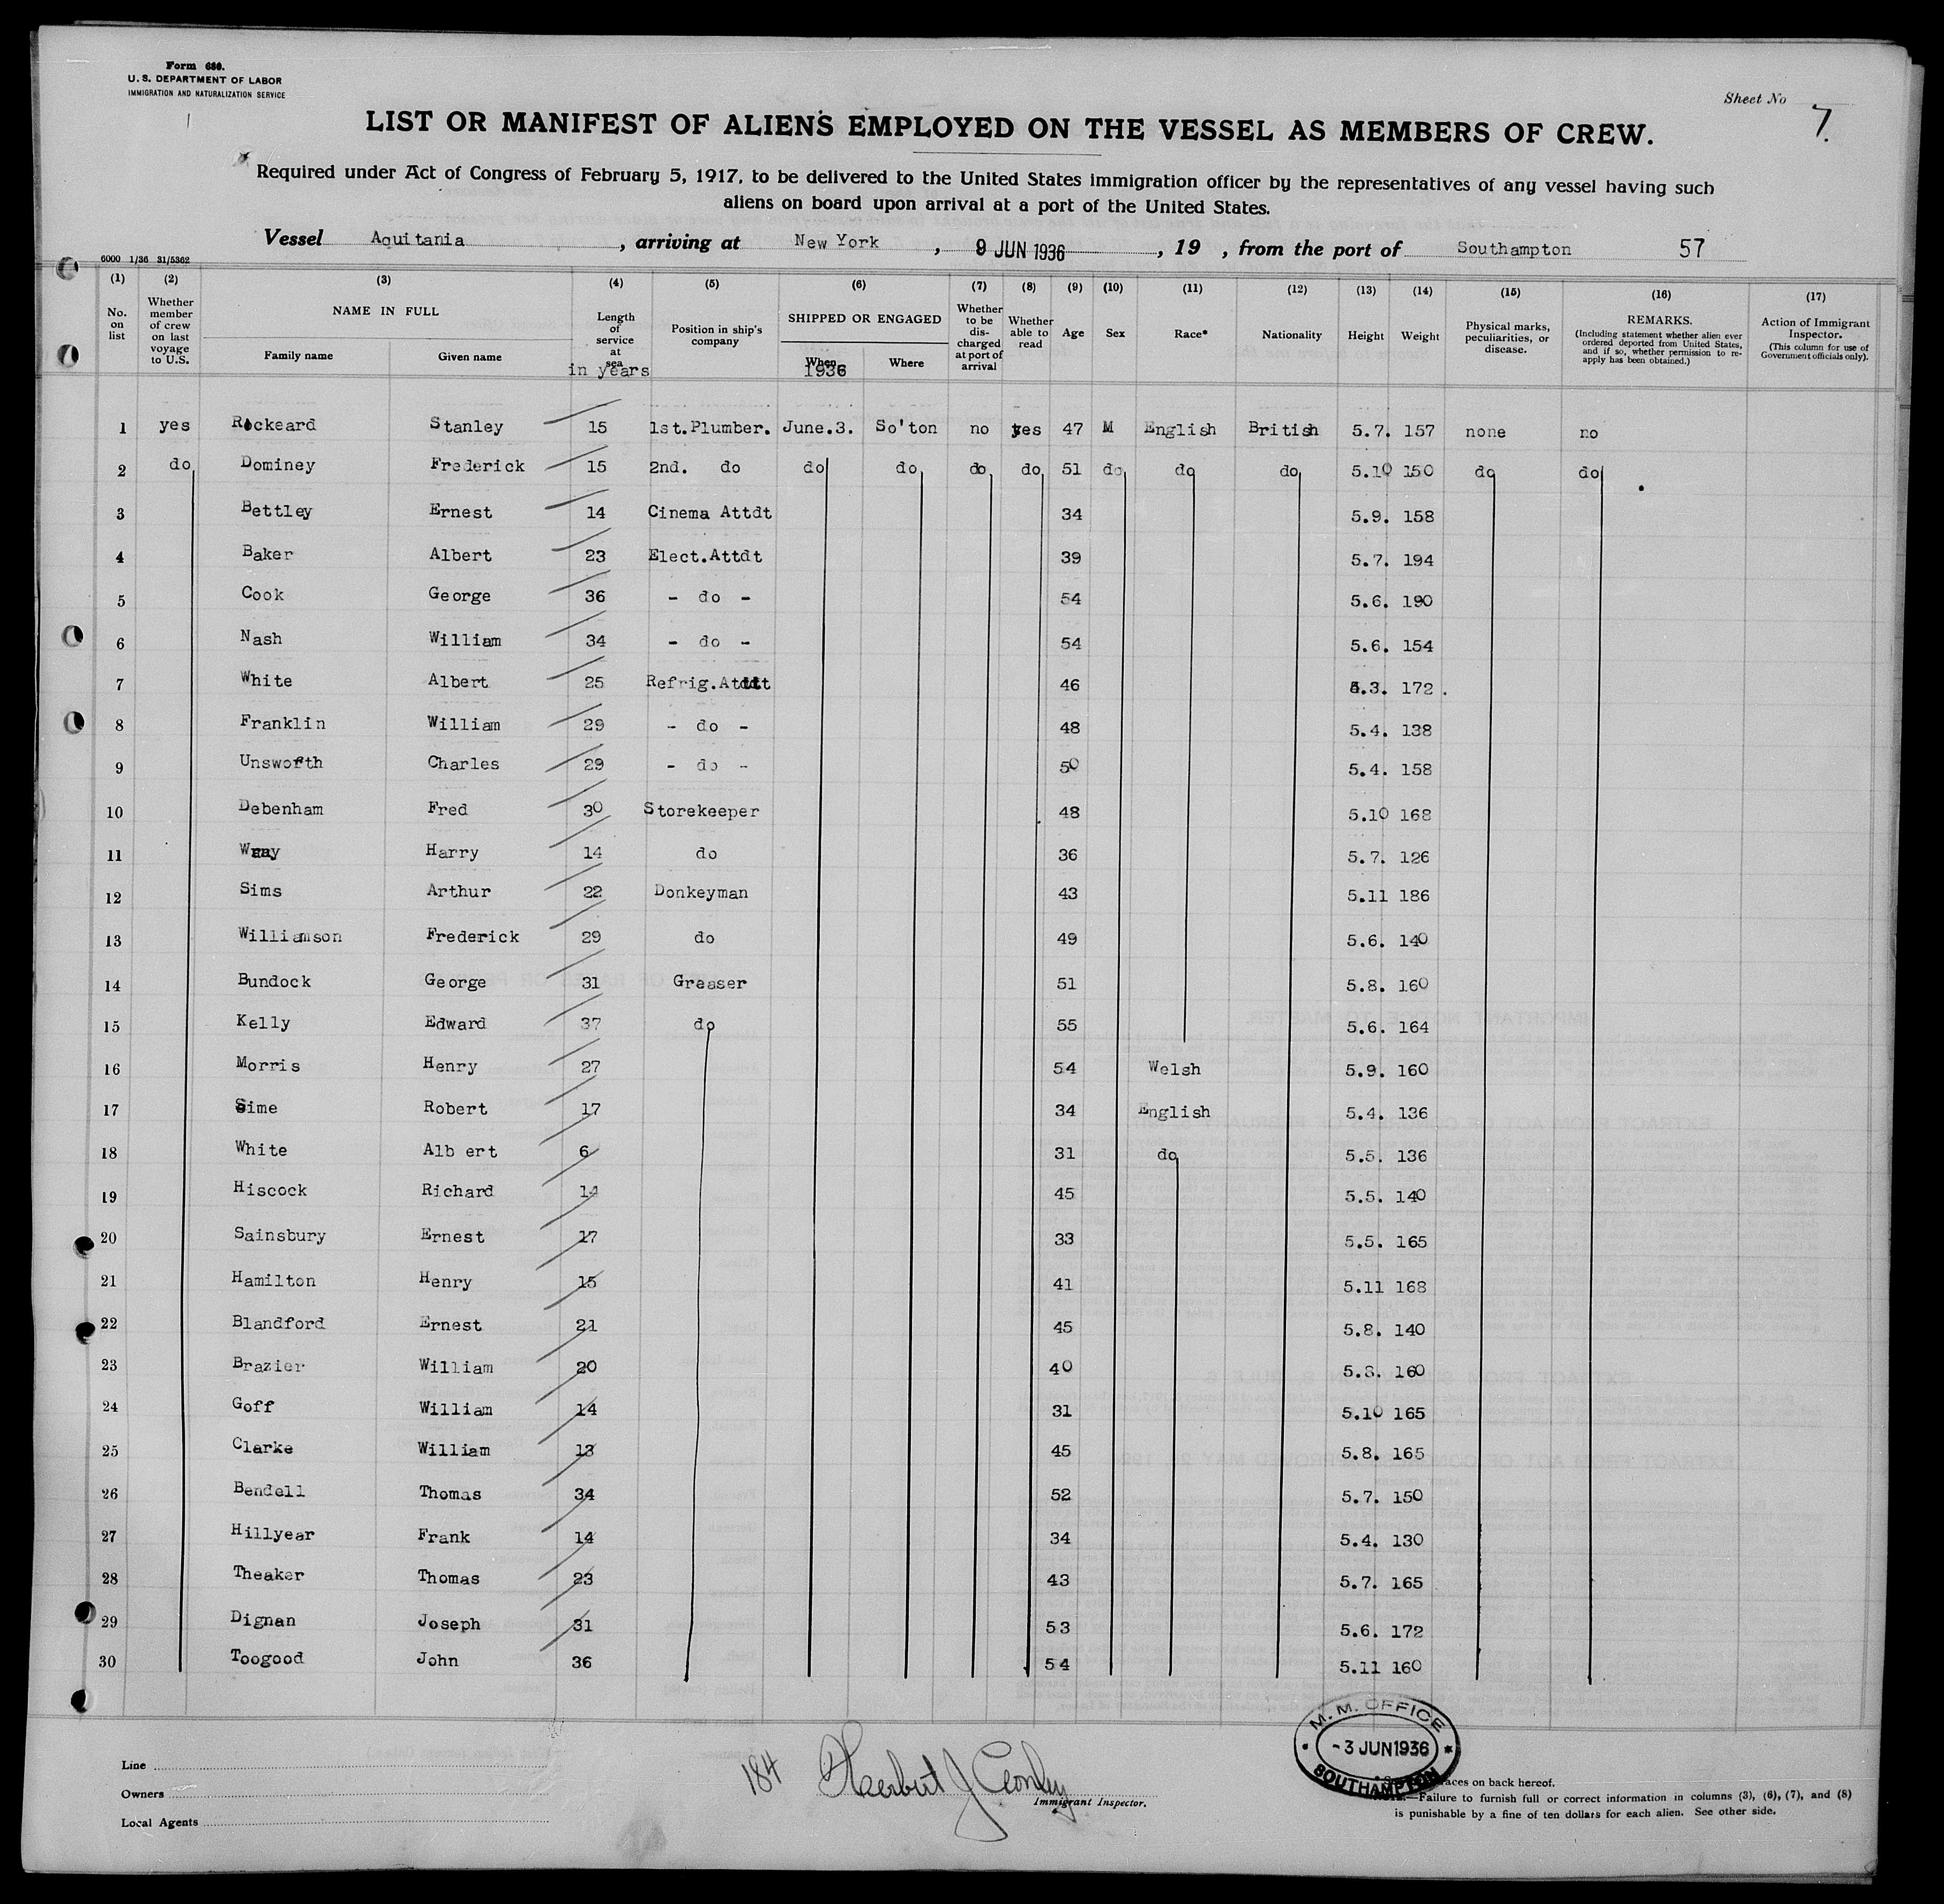 Form 680.
U. S. DEPARTMENT OF LABOR
IMMIGRATION AND NATURALIZATION SERVICE
Sheet No 7.
LIST OR MANIFEST OF ALIENS EMPLOYED ON THE VESSEL AS MEMBERS OF CREW.
Required under Act of Congress of February 5, 1917, to be delivered to the United States immigration officer by the representatives of any vessel having such
aliens on board upon arrival at a port of the United States.
Vessel Aquitania , arriving at New York , 9 JUN 1936 , 19 , from the port of Southampton 57
6000 1/36 31/5362
(1) (2) (3) (4) (5) (6) (7) (8) (9) (10) (11) (12) (13) (14) (15) (16) (17)
No. on list
Whether member of crew on last voyage to U.S.
NAME IN FULL
Family name Given name
Length of service at sea in years
Position in ship's company
SHIPPED OR ENGAGED
When 1936 Where
Whether to be discharged at port of arrival
Whether able to read
Age Sex Race* Nationality Height Weight
Physical marks, peculiarities, or disease.
REMARKS.
(Including statement whether alien ever ordered deported from United States, and if so, whether permission to reapply has been obtained.)
Action of Immigrant Inspector.
(This column for use of Government officials only).
1 yes Rockeard Stanley 15 1st.Plumber. June.3. So'ton no yes 47 M English British 5.7. 157 none no
2 do Dominey Frederick 15 2nd. do do do do do 51 do do do 5.10 150 do do
3 Bettley Ernest 14 Cinema Attdt 34 5.9. 158
4 Baker Albert 23 Elect.Attdt 39 5.7. 194
5 Cook George 36 - do - 54 5.6. 190
6 Nash William 34 - do - 54 5.6. 154
7 White Albert 25 Refrig.Attdt 46 5.3. 172.
8 Franklin William 29 - do - 48 5.4. 138
9 Unsworth Charles 29 - do - 50 5.4. 158
10 Debenham Fred 30 Storekeeper 48 5.10 168
11 Harry 14 do 36 5.7. 126
12 Sims Arthur 22 Donkeyman 43 5.11 186
13 Williamson Frederick 29 do 49 5.6. 140
14 Bundock George 31 Greaser 51 5.8. 160
15 Kelly Edward 37 do 55 5.6. 164
16 Morris Henry 27 54 Welsh 5.9. 160
17 Sime Robert 17 34 English 5.4. 136
18 White Alb ert 6 31 do 5.5. 136
19 Hiscock Richard 14 45 5.5. 140
20 Sainsbury Ernest 17 33 5.5. 165
21 Hamilton Henry 15 41 5.11 168
22 Blandford Ernest 21 45 5.8. 140
23 Brazier William 20 40 5.8. 160
24 Goff William 14 31 5.10 165
25 Clarke William 13 45 5.8. 165
26 Bendell Thomas 34 52 5.7. 150
27 Hillyear Frank 14 34 5.4. 130
28 Theaker Thomas 23 43 5.7. 165
29 Dignan Joseph 31 53 5.6. 172
30 Toogood John 36 54 5.11 160
M. M. OFFICE
- 3 JUN 1936
SOUTHAMPTON
Line
Owners
Local Agents
184 Herbert J
Immigrant Inspector.
races on back hereof.
—Failure to furnish full or correct information in columns (3), (6), (7), and (8)
is punishable by a fine of ten dollars for each alien. See other side.